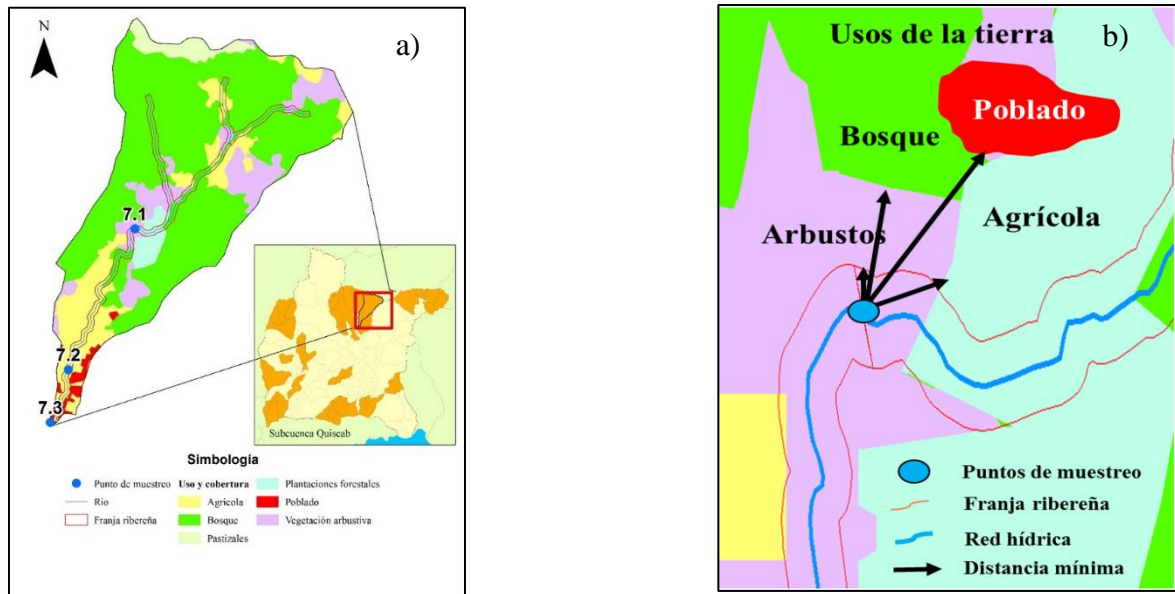 N
a)
7.1
7.2
7.3
Subcuenca Quiscab
Simbología
Punto de muestreo
Rio
Franja ribereña
Uso y cobertura
Agrícola
Bosque
Pastizales
Plantaciones forestales
Poblado
Vegetación arbustiva
b)
Usos de la tierra
Poblado
Bosque
Agrícola
Arbustos
Puntos de muestreo
Franja ribereña
Red hídrica
Distancia mínima